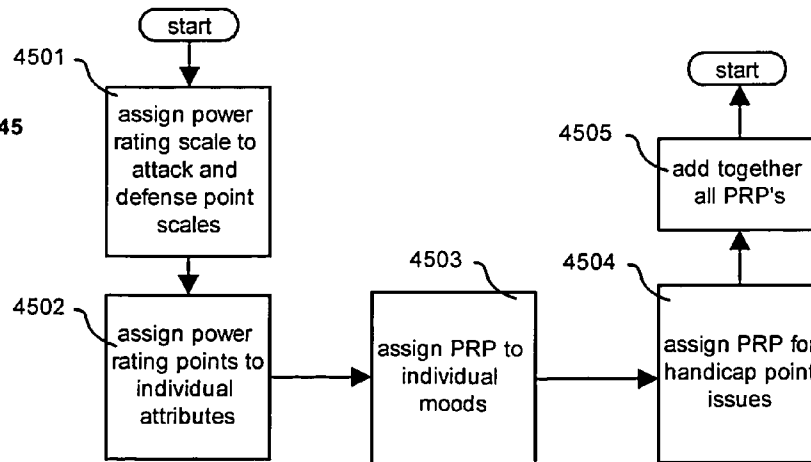 start
4501
45
assign power
rating scale to
attack and
defense point
scales
4502
assign power
rating points to
individual
attributes
4503
assign PRP to
individual
moods
4504
assign PRP for
handicap point
issues
4505
add together
all PRP's
start